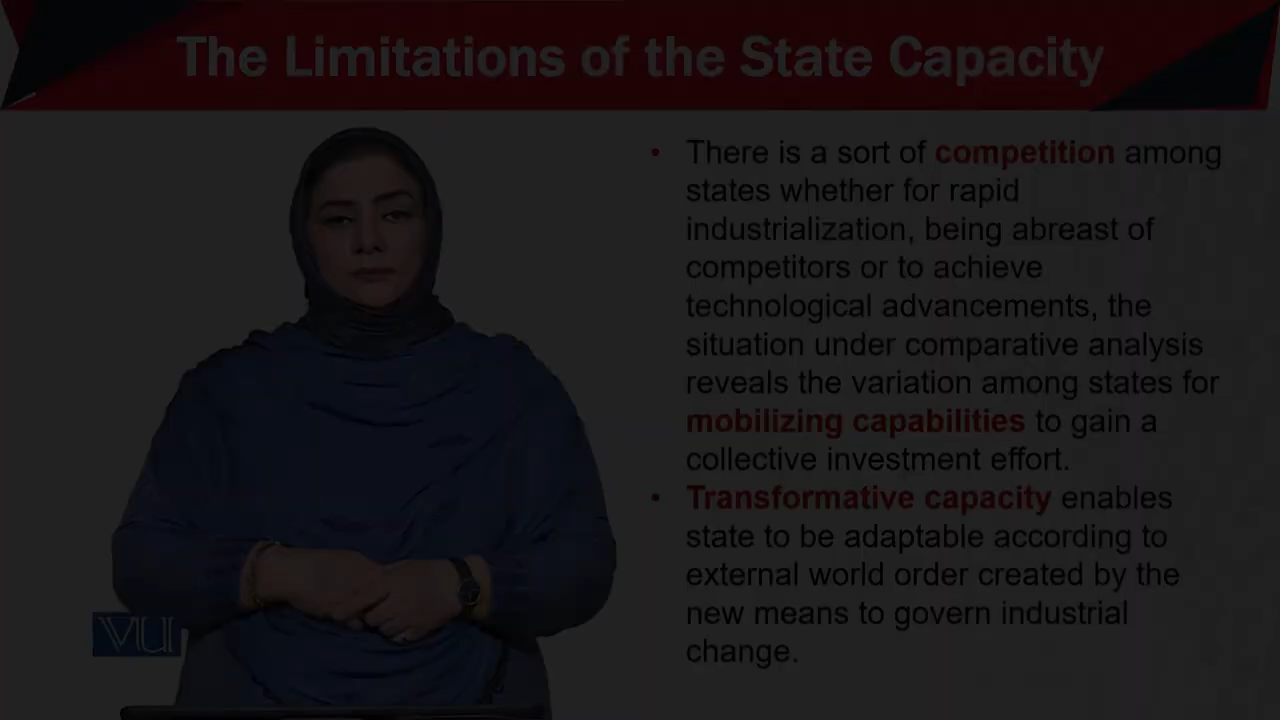 The Limitations of the State Capacity
• There is a sort of competition among
states whether for rapid
industrialization, being abreast of
competitors or to achieve
technological advancements, the
situation under comparative analysis
reveals the variation among states for
mobilizing capabilities to gain a
collective investment effort.
• Transformative capacity enables
state to be adaptable according to
external world order created by the
new means to govern industrial
change.
VU